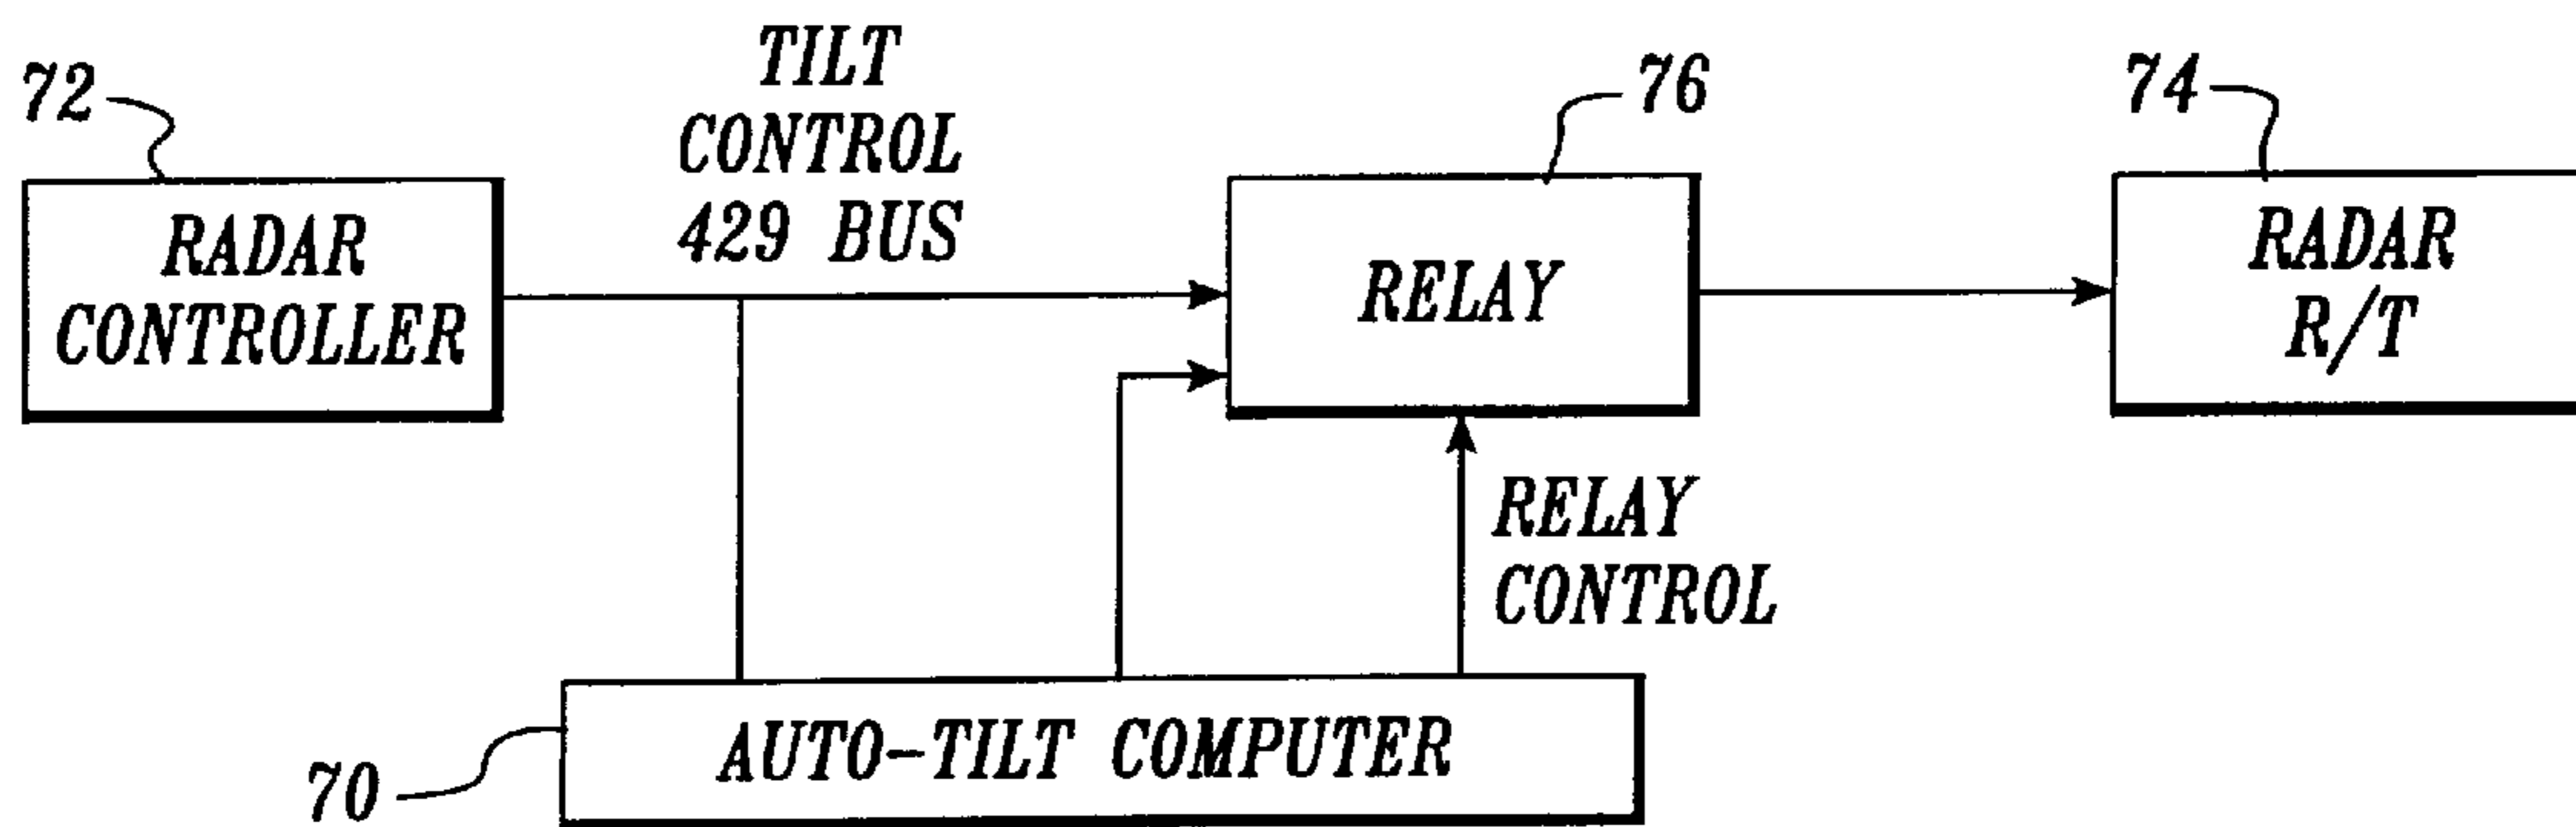 72
TILT
CONTROL
429 BUS
76
74
RADAR
CONTROLLER
RELAY
RADAR
R/T
RELAY
CONTROL
AUTO-TILT COMPUTER
70